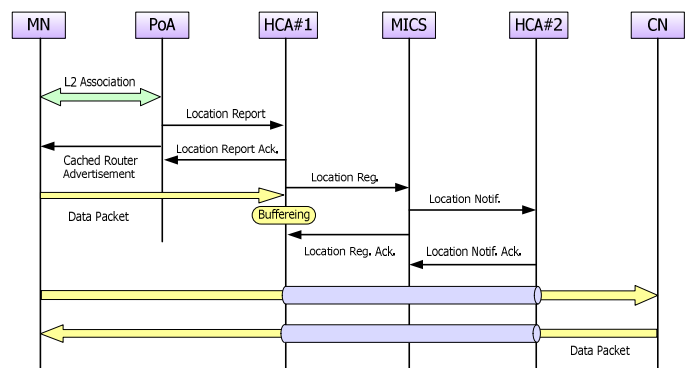 MN PoA HCA#1 MICS HCA#2 CN
L2 Association
Location Report
Location Report Ack.
Cached Router
Advertisement
Location Reg.
Location Notif.
Data Packet
Buffereing
Location Reg. Ack.
Location Notif. Ack.
Data Packet